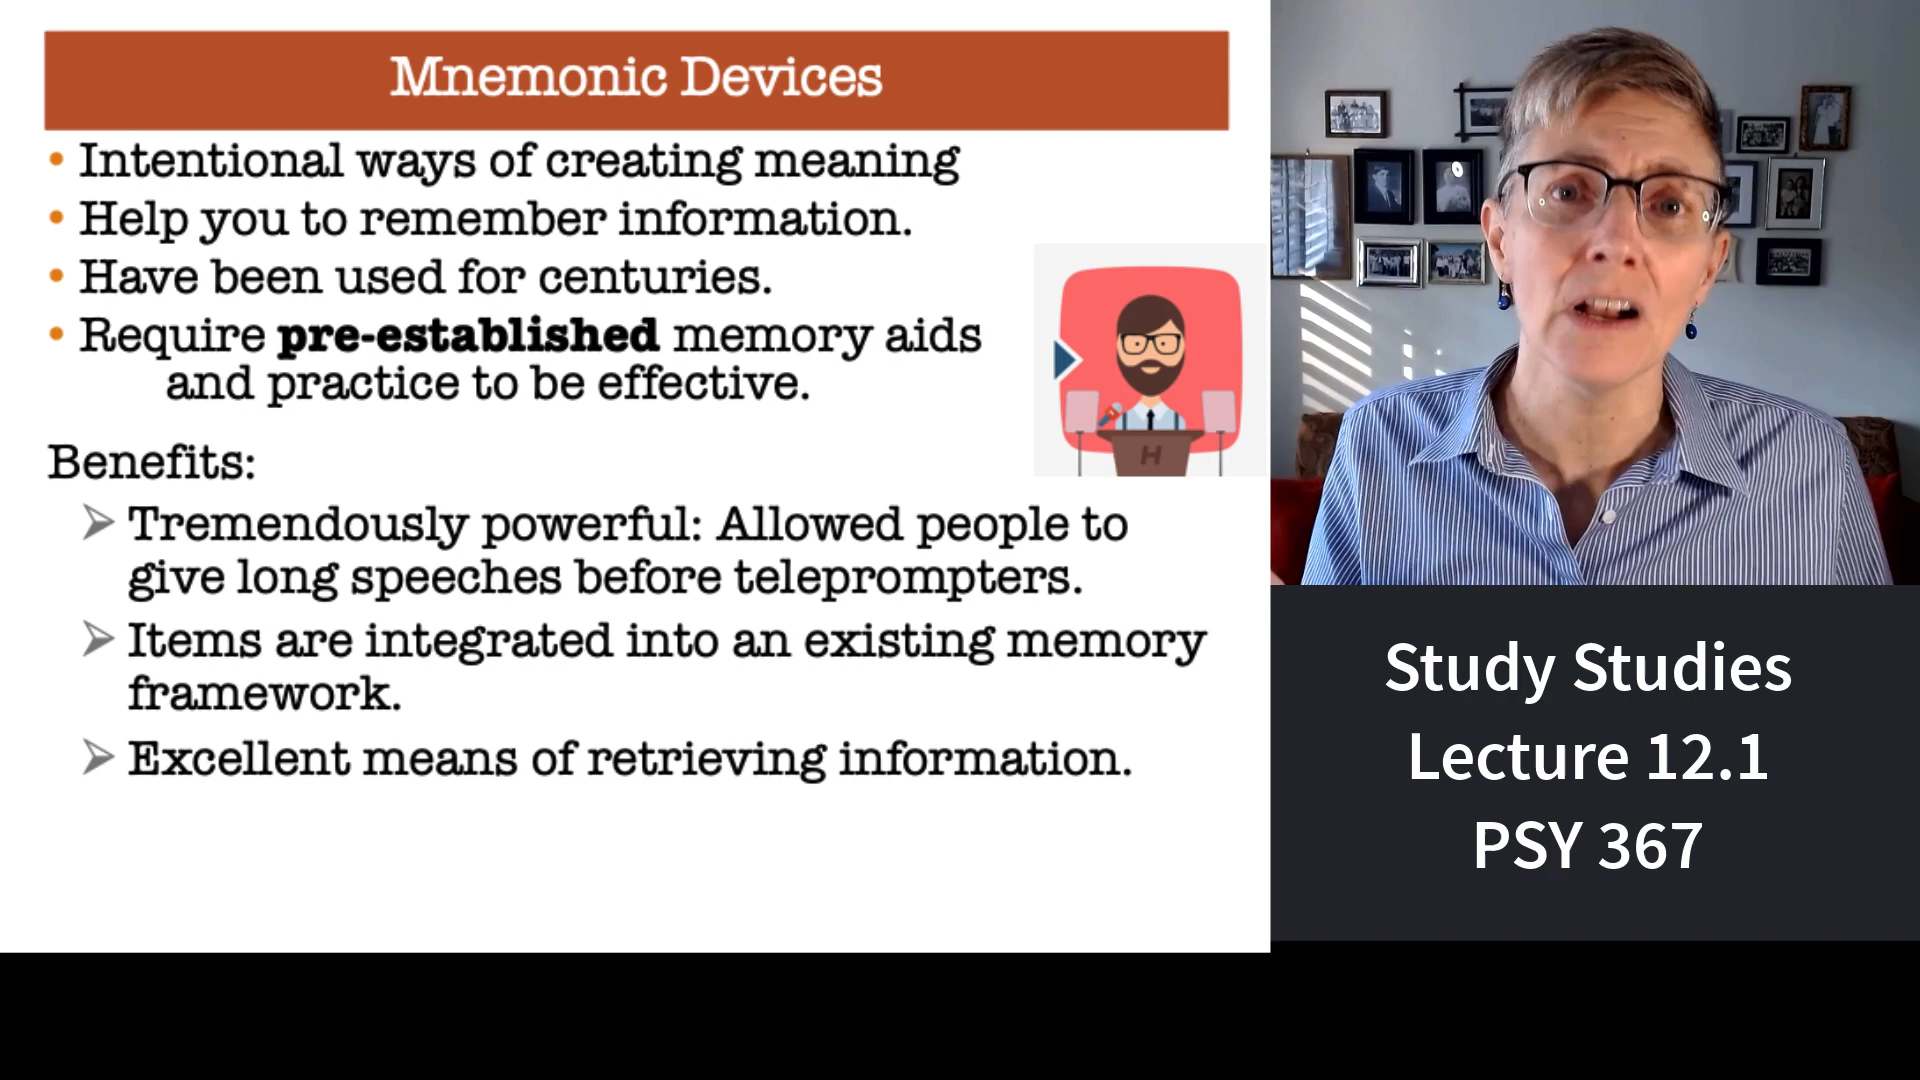 Mnemonic Devices
• Intentional ways of creating meaning
• Help you to remember information.
• Have been used for centuries.
• Require pre-established memory aids
and practice to be effective.
H
Benefits:
➢ Tremendously powerful: Allowed people to
give long speeches before teleprompters.
➢ Items are integrated into an existing memory
framework.
➢ Excellent means of retrieving information.
Study Studies
Lecture 12.1
PSY 367